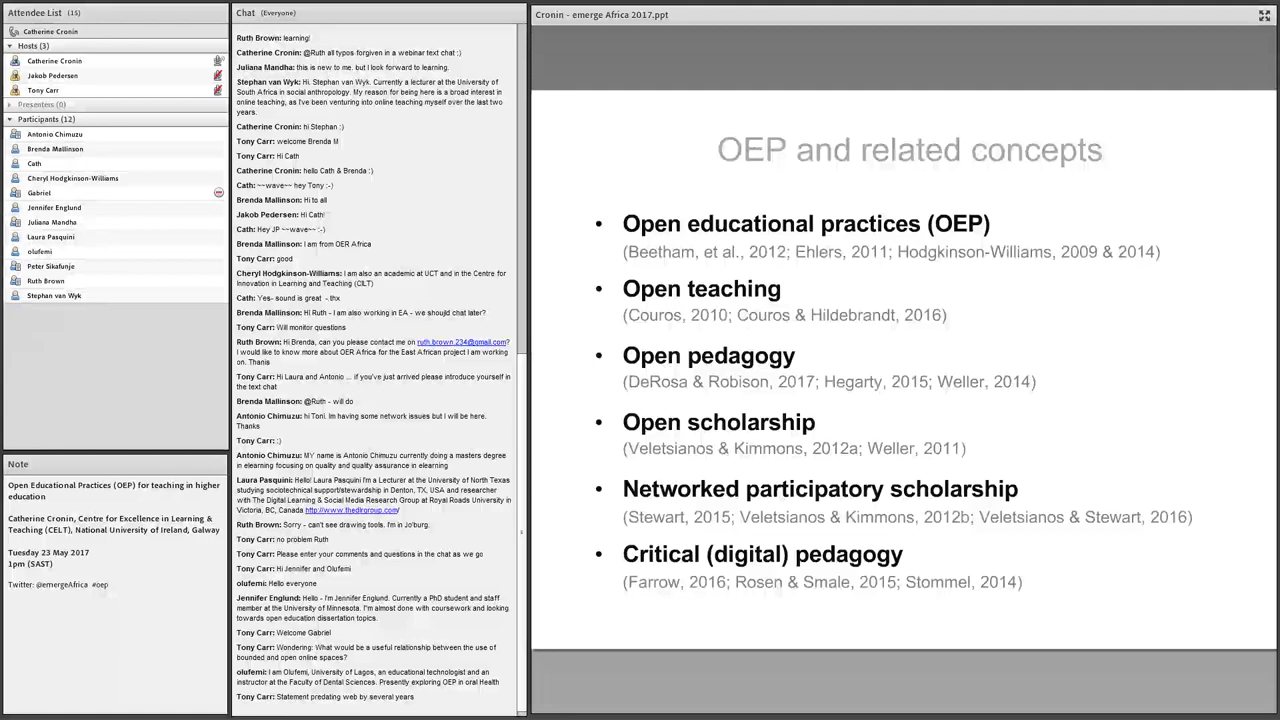 Attendee List (15)
Catherine Cronin
Hosts (3)
Catherine Cronin
Jakob Pedersen
Tony Carr
Presenters (0)
Participants (12)
Antonio Chimuzu
Brenda Mallinson
Cath
Cheryl Hodgkinson-Williams
Gabriel
Jennifer Englund
Juliana Mandha
Laura Pasquini
olufemi
Peter Sikafunje
Ruth Brown
Stephan van Wyk
Note
Open Educational Practices (OEP) for teaching in higher
education
Catherine Cronin, Centre for Excellence in Learning &
Teaching (CELT), National University of Ireland, Galway
Tuesday 23 May 2017
1pm (SAST)
Twitter: @emergeAfrica #oep
Chat (Everyone)
Ruth Brown: learning!
Catherine Cronin: @Ruth all typos forgiven in a webinar text chat ;)
Juliana Mandha: this is new to me. but I look forward to learning.
Stephan van Wyk: Hi. Stephan van Wyk. Currently a lecturer at the University of
South Africa in social anthropology. My reason for being here is a broad interest in
online teaching, as I've been venturing into online teaching myself over the last two
years.
Catherine Cronin: hi Stephan :)
Tony Carr: welcome Brenda M
Tony Carr: Hi Cath
Catherine Cronin: hello Cath & Brenda :)
Cath: ~~wave~~ hey Tony :-)
Brenda Mallinson: Hi to all
Jakob Pedersen: Hi Cath!
Cath: Hey JP ~~wave~~ :-)
Brenda Mallinson: I am from OER Africa
Tony Carr: good
Cheryl Hodgkinson-Williams: I am also an academic at UCT and in the Centre for
Innovation in Learning and Teaching (CILT)
Cath: Yes- sound is great -.thx
Brenda Mallinson: Hi Ruth - I am also working in EA - we should chat later?
Tony Carr: Will monitor questions
Ruth Brown: Hi Brenda, can you please contact me on ruth.brown.234@gmail.com?
I would like to know more about OER Africa for the East African project I am working
on. Thanis
Tony Carr: Hi Laura and Antonio ... if you've just arrived please introduce yourself in
the text chat
Brenda Mallinson: @Ruth - will do
Antonio Chimuzu: hi Toni. Im having some network issues but I will be here.
Thanks
Tony Carr: :)
Antonio Chimuzu: MY name is Antonio Chimuzu currently doing a masters degree
in elearning focusing on quality and quality assurance in elearning
Laura Pasquini: Hello! Laura Pasquini I'm a Lecturer at the University of North Texas
studying sociotechnical support/stewardship in Denton, TX, USA and researcher
with The Digital Learning & Social Media Research Group at Royal Roads University in
Victoria, BC, Canada http://www.thedlrgroup.com/
Ruth Brown: Sorry - can't see drawing tools. I'm in Jo'burg.
Tony Carr: no problem Ruth
Tony Carr: Please enter your comments and questions in the chat as we go
Tony Carr: Hi Jennifer and Olufemi
olufemi: Hello everyone
Jennifer Englund: Hello - I'm Jennifer Englund. Currently a PhD student and staff
member at the University of Minnesota. I'm almost done with coursework and looking
towards open education dissertation topics.
Tony Carr: Welcome Gabriel
Tony Carr: Wondering: What would be a useful relationship between the use of
bounded and open online spaces?
olufemi: I am Olufemi, University of Lagos, an educational technologist and an
instructor at the Faculty of Dental Sciences. Presently exploring OEP in oral Health
Tony Carr: Statement predating web by several years
Cronin - emerge Africa 2017.ppt
OEP and related concepts
• Open educational practices (OEP)
(Beetham, et al., 2012; Ehlers, 2011; Hodgkinson-Williams, 2009 & 2014)
• Open teaching
(Couros, 2010; Couros & Hildebrandt, 2016)
• Open pedagogy
(DeRosa & Robison, 2017; Hegarty, 2015; Weller, 2014)
• Open scholarship
(Veletsianos & Kimmons, 2012a; Weller, 2011)
• Networked participatory scholarship
(Stewart, 2015; Veletsianos & Kimmons, 2012b; Veletsianos & Stewart, 2016)
• Critical (digital) pedagogy
(Farrow, 2016; Rosen & Smale, 2015; Stommel, 2014)